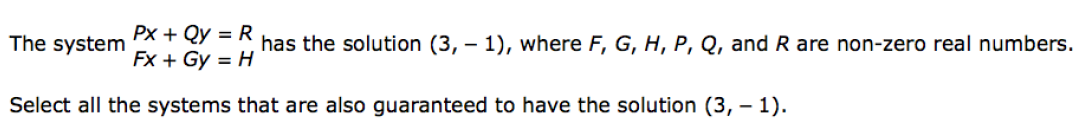 The system Px + Qy = R
Fx + Gy = H has the solution (3, – 1), where F, G, H, P, Q, and R are non-zero real numbers.
Select all the systems that are also guaranteed to have the solution (3, – 1).